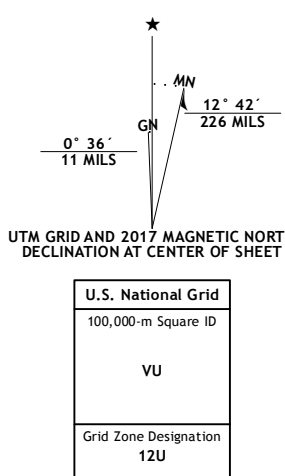 MN
GN
12° 42´
226 MILS
0° 36´
11 MILS
UTM GRID AND 2017 MAGNETIC NORT
DECLINATION AT CENTER OF SHEET
U.S. National Grid
100,000-m Square ID
VU
Grid Zone Designation
12U